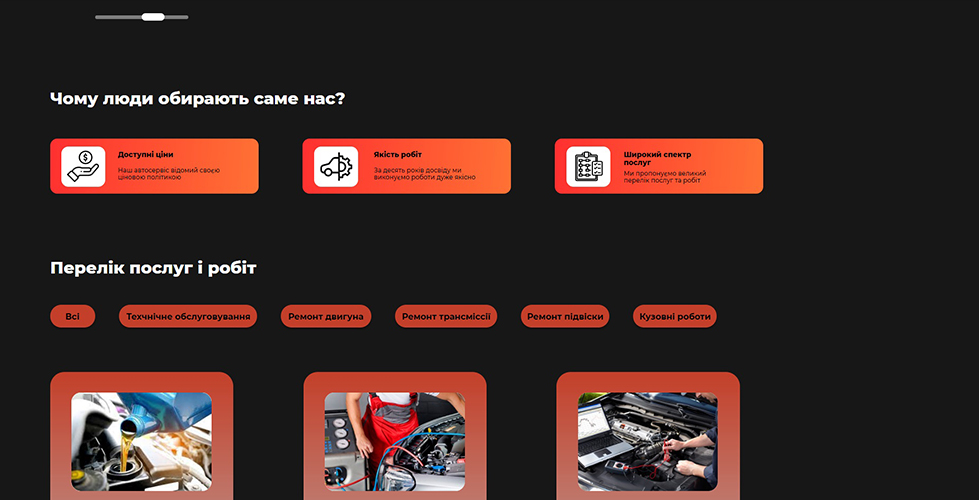 Чому люди обирають саме нас?
Доступні ціни
Наш автосервіс відомий своєю
ціновою політикою
Якість робіт
За десять років досвіду ми
виконуємо роботи дуже якісно
Широкий спектр
послуг
Ми пропонуємо великий
перелік послуг та робіт
Перелік послуг і робіт
Всі
Технічнe обслуговування
Ремонт двигуна
Ремонт трансміссії
Ремонт підвіски
Кузовні роботи